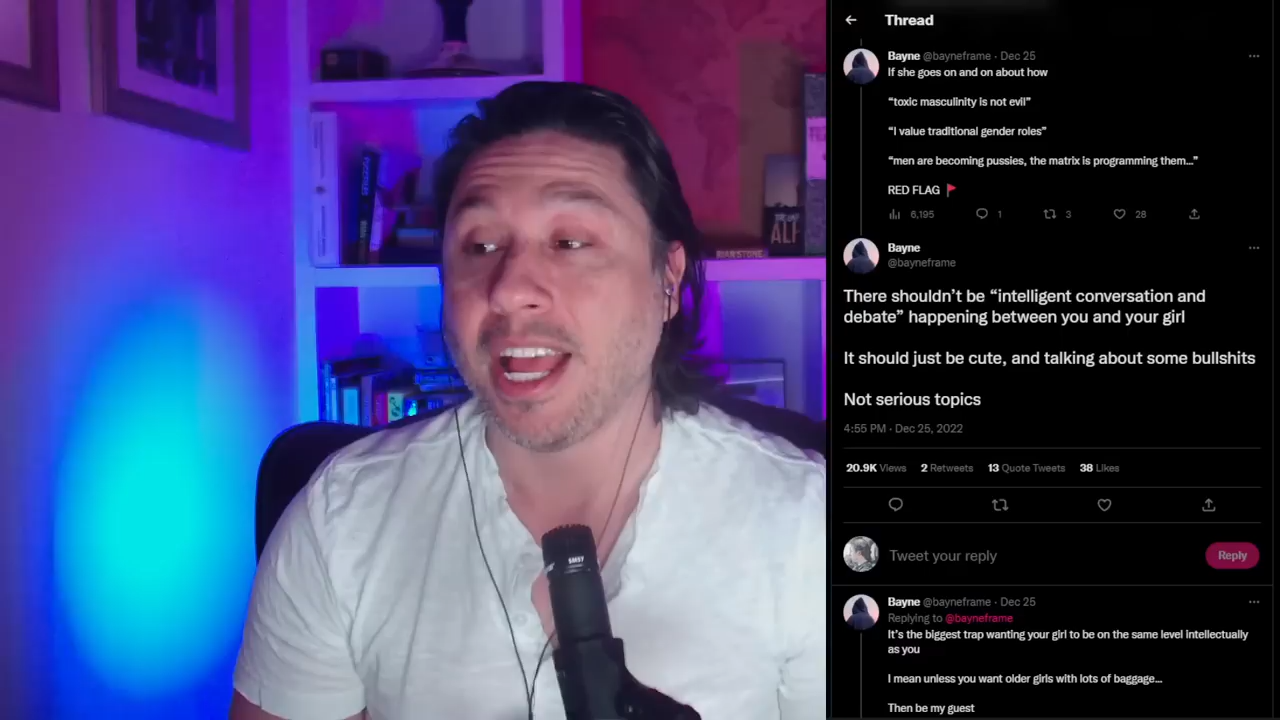 Thread
Bayne @bayneframe · Dec 25
If she goes on and on about how
“toxic masculinity is not evil”
“I value traditional gender roles”
“men are becoming pussies, the matrix is programming them...”
RED FLAG
6,195 1 3 28
Bayne
@bayneframe
There shouldn’t be “intelligent conversation and
debate” happening between you and your girl
It should just be cute, and talking about some bullshits
Not serious topics
4:55 PM · Dec 25, 2022
20.9K Views 2 Retweets 13 Quote Tweets 38 Likes
Tweet your reply
Reply
Bayne @bayneframe · Dec 25
Replying to @bayneframe
It’s the biggest trap wanting your girl to be on the same level intellectually
as you
I mean unless you want older girls with lots of baggage...
Then be my guest
ALF
SM57